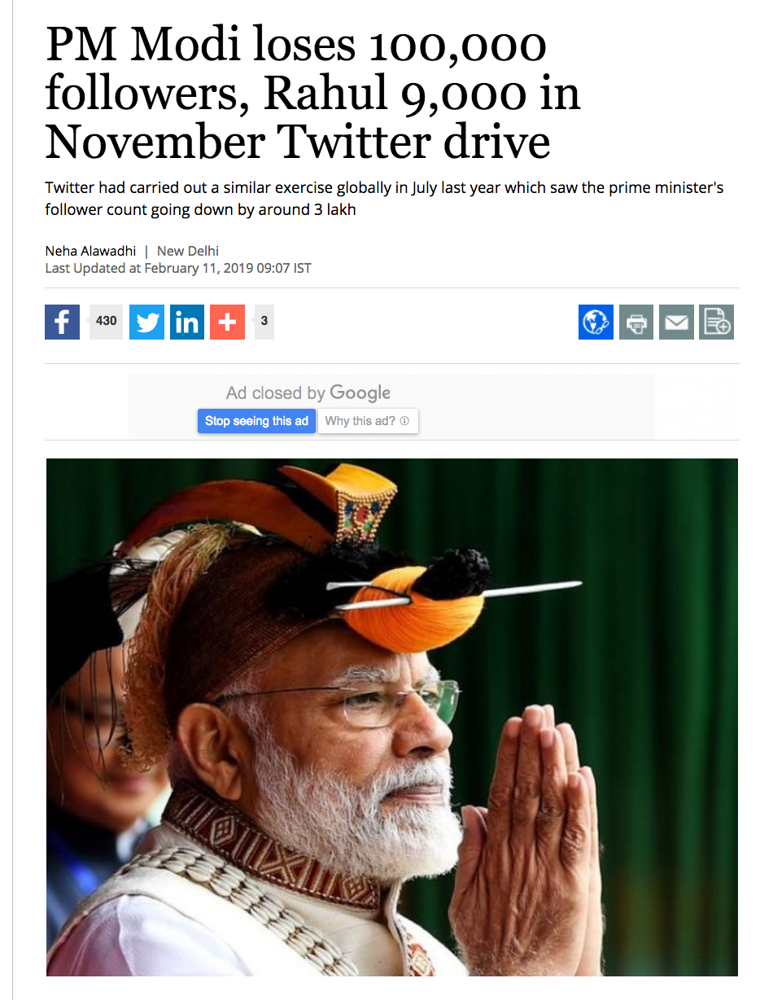 PM Modi loses 100,000
followers, Rahul 9,000 in
November Twitter drive
Twitter had carried out a similar exercise globally in July last year which saw the prime minister's
follower count going down by around 3 lakh
Neha Alawadhi | New Delhi
Last Updated at February 11, 2019 09:07 IST
f 430 in + 3
Ad closed by Google
Stop seeing this ad Why this ad?